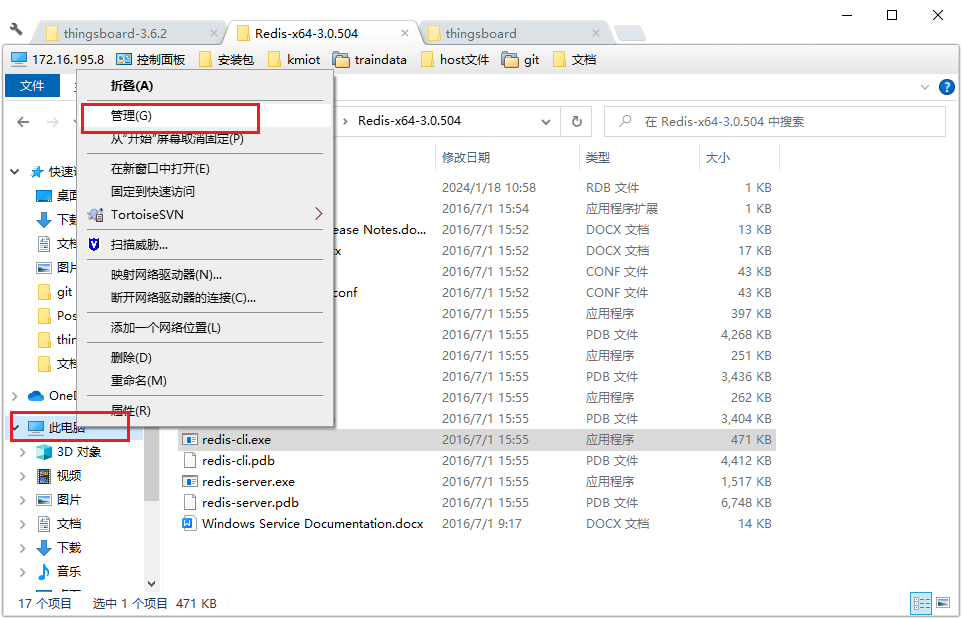 thingsboard-3.6.2
Redis-x64-3.0.504
thingsboard
172.16.195.8 控制面板 安装包 kmiot traindata host文件 git 文档
文件
Redis-x64-3.0.504
在 Redis-x64-3.0.504 中搜索
折叠(A)
管理(G)
从"开始"屏幕取消固定(P)
在新窗口中打开(E)
固定到快速访问
TortoiseSVN
扫描威胁...
映射网络驱动器(N)...
断开网络驱动器的连接(C)...
添加一个网络位置(L)
删除(D)
重命名(M)
属性(R)
快速
桌面
下载
文档
图片
git
Pos
thin
文档
OneD
此电脑
3D 对象
视频
图片
文档
下载
音乐
修改日期 类型 大小
2024/1/18 10:58 RDB 文件 1 KB
2016/7/1 15:54 应用程序扩展 1 KB
ease Notes.do... 2016/7/1 15:52 DOCX 文档 13 KB
x 2016/7/1 15:52 DOCX 文档 17 KB
2016/7/1 15:52 CONF 文件 43 KB
conf 2016/7/1 15:52 CONF 文件 43 KB
2016/7/1 15:55 应用程序 397 KB
2016/7/1 15:55 PDB 文件 4,268 KB
2016/7/1 15:55 应用程序 251 KB
2016/7/1 15:55 PDB 文件 3,436 KB
2016/7/1 15:55 应用程序 262 KB
2016/7/1 15:55 PDB 文件 3,404 KB
redis-cli.exe 2016/7/1 15:55 应用程序 471 KB
redis-cli.pdb 2016/7/1 15:55 PDB 文件 4,412 KB
redis-server.exe 2016/7/1 15:55 应用程序 1,517 KB
redis-server.pdb 2016/7/1 15:55 PDB 文件 6,748 KB
Windows Service Documentation.docx 2016/7/1 9:17 DOCX 文档 14 KB
17 个项目 选中 1 个项目 471 KB